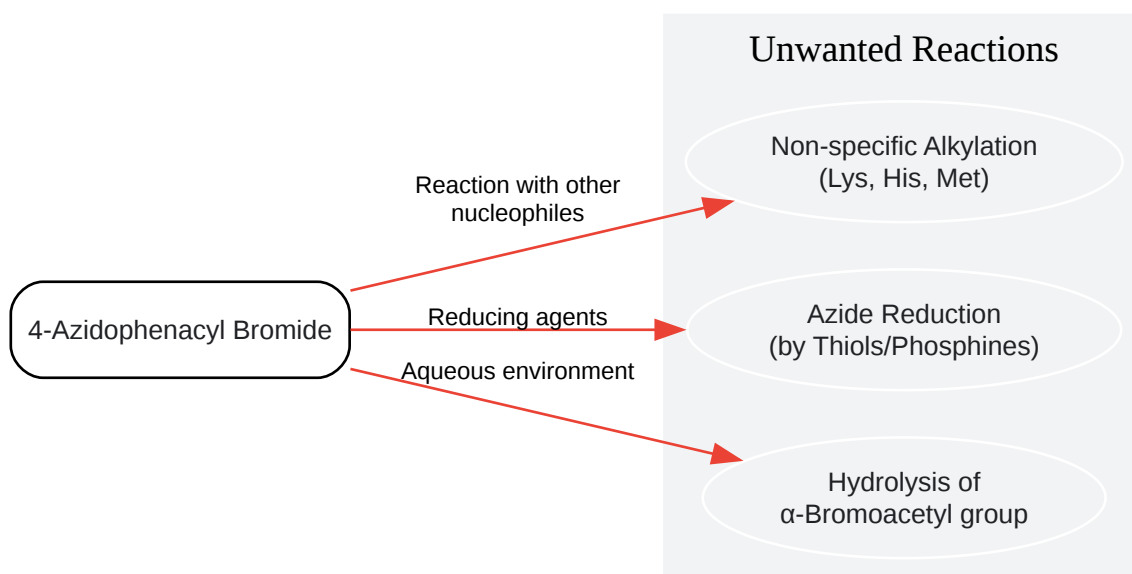 Unwanted Reactions
Non-specific Alkylation
(Lys, His, Met)
Reaction with other
nucleophiles
4-Azidophenacyl Bromide
Reducing agents
Azide Reduction
(by Thiols/Phosphines)
Aqueous environment
Hydrolysis of
α-Bromoacetyl group